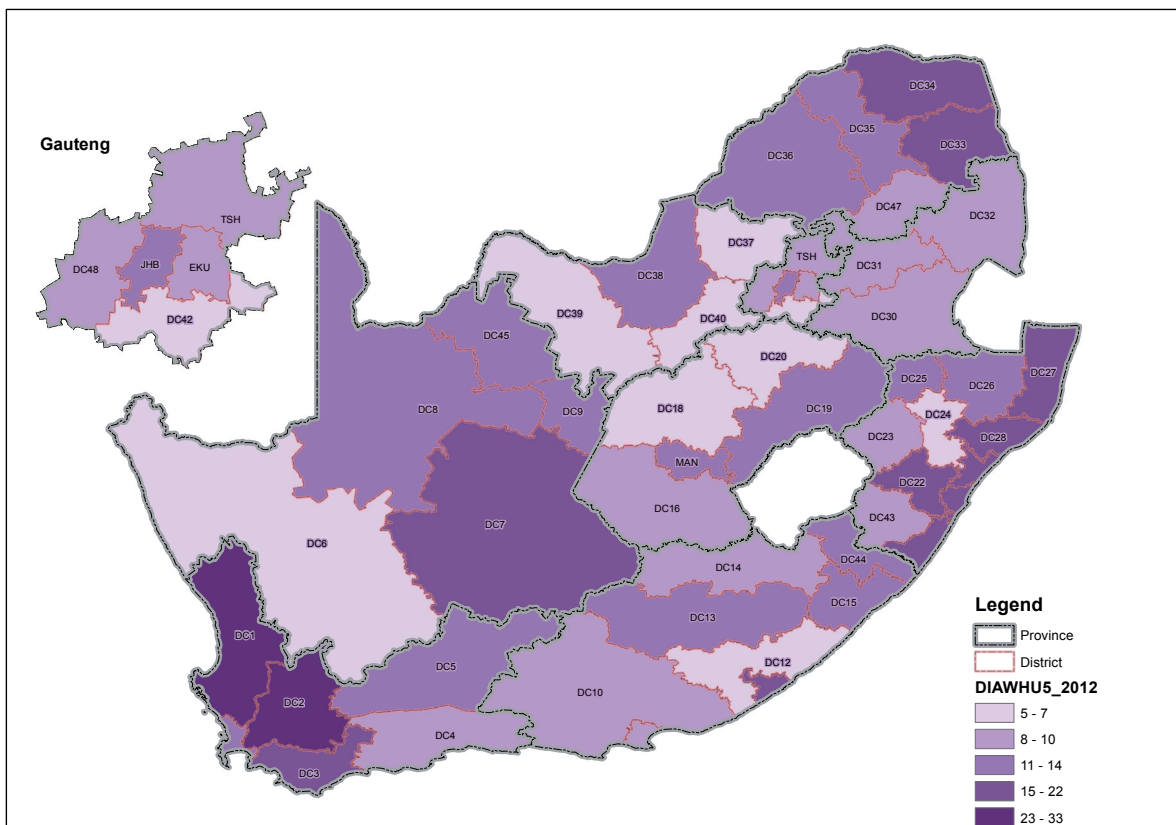 Gauteng
TSH
DC48
JHB
EKU
DC42
DC34
DC35
DC33
DC36
DC47
DC32
DC37
TSH
DC38
DC31
DC39
DC40
DC30
DC45
DC20
DC25
DC26
DC27
DC8
DC9
DC18
DC19
DC24
DC23
DC28
MAN
DC22
DC16
DC43
DC7
DC6
DC14
DC44
DC13
DC15
DC1
DC5
DC12
DC2
DC10
DC4
DC3
Legend
Province
District
DIAWHU5_2012
5 - 7
8 - 10
11 - 14
15 - 22
23 - 33